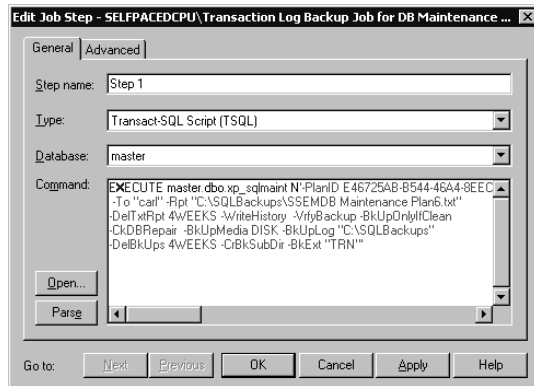 Edit Job Step - SELFPACEDCPU\Transaction Log Backup Job for DB Maintenance ...
General Advanced
Step name: Step 1
Type: Transact-SQL Script (TSQL)
Database: master
Command: EXECUTE master.dbo.xp_sqlmaint N'-PlanID E46725AB-B544-46A4-8EEC
-To "carl" -Rpt "C:\SQLBackups\SSEMDB Maintenance Plan6.txt"
-DelTxtRpt 4WEEKS -WriteHistory -VrfyBackup -BkUpOnlyIfClean
-CkDBRepair -BkUpMedia DISK -BkUpLog "C:\SQLBackups"
-DelBkUps 4WEEKS -CrBkSubDir -BkExt "TRN"'
Open...
Parse
Go to: Next Previous OK Cancel Apply Help